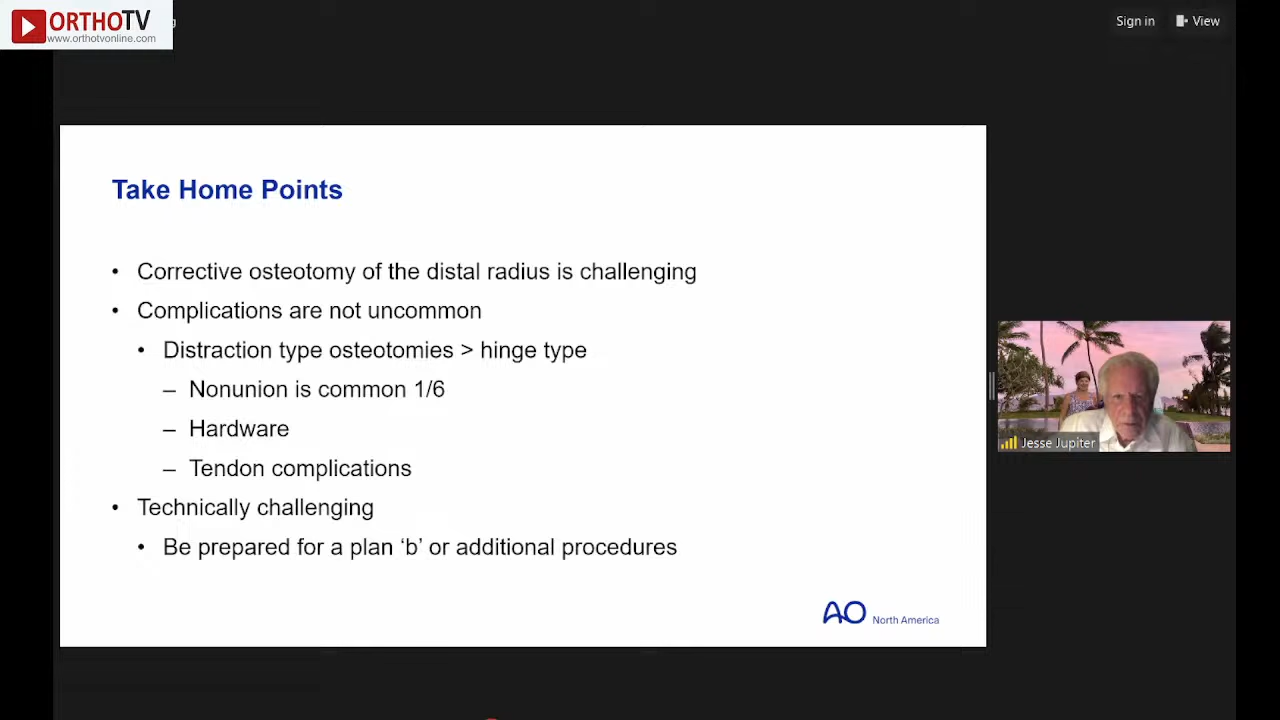 ORTHOTV
www.orthotvonline.com
g
Sign in
View
Take Home Points
• Corrective osteotomy of the distal radius is challenging
• Complications are not uncommon
• Distraction type osteotomies > hinge type
– Nonunion is common 1/6
– Hardware
– Tendon complications
• Technically challenging
• Be prepared for a plan ‘b’ or additional procedures
AO North America
Jesse Jupiter